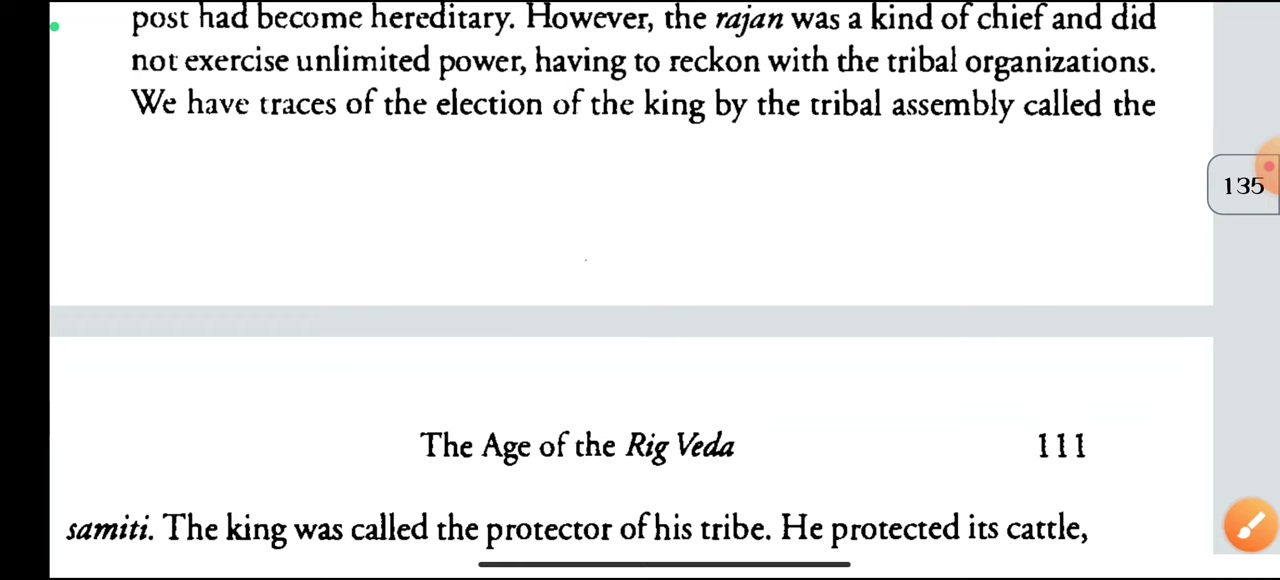 post had become hereditary. However, the rajan was a kind of chief and did
not exercise unlimited power, having to reckon with the tribal organizations.
We have traces of the election of the king by the tribal assembly called the
135
The Age of the Rig Veda 111
samiti. The king was called the protector of his tribe. He protected its cattle,